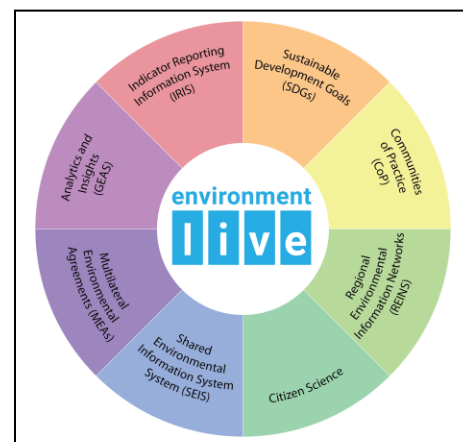 Indicator Reporting
Information System
(IRIS)
Sustainable
Development Goals
(SDGs)
Communities
of Practice
(CoP)
Regional
Environmental
Information Networks
(REINS)
Citizen Science
Shared
Environmental
Information System
System (SEIS)
Multilateral
Environmental
Agreements (MEAs)
Analytics and
Insights
(GEAS)
environment
live